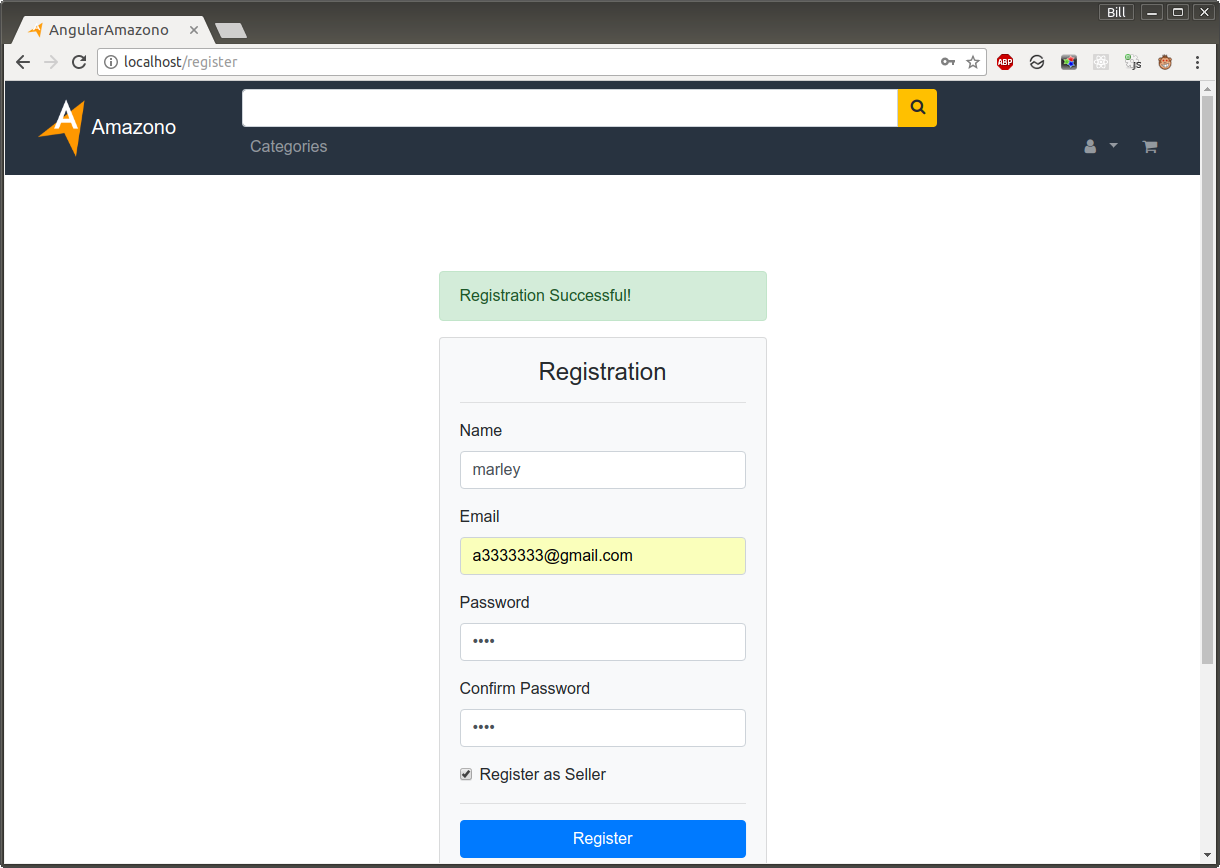 Bill
AngularAmazono
localhost/register
ABP
js
A
Amazono
Categories
Registration Successful!
Registration
Name
marley
Email
a3333333@gmail.com
Password
••••
Confirm Password
••••
Register as Seller
Register